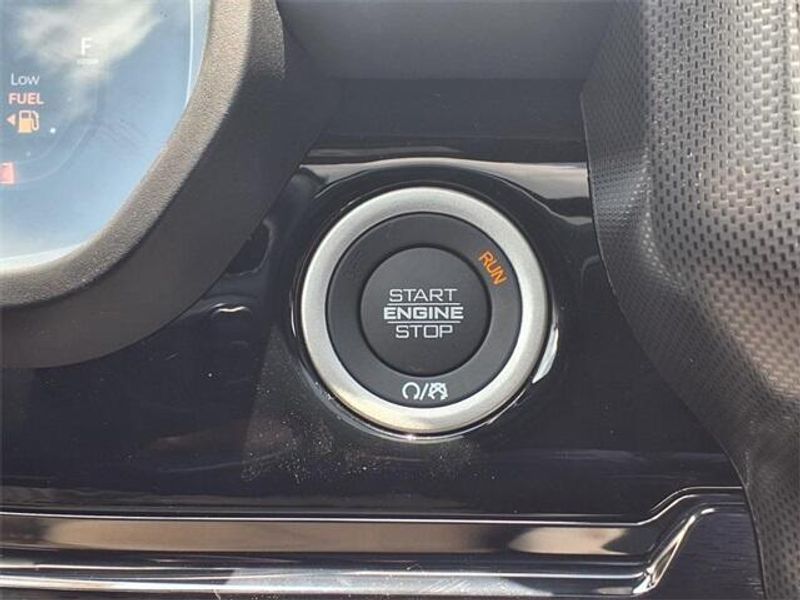 F
Low
FUEL
RUN
START
ENGINE
STOP